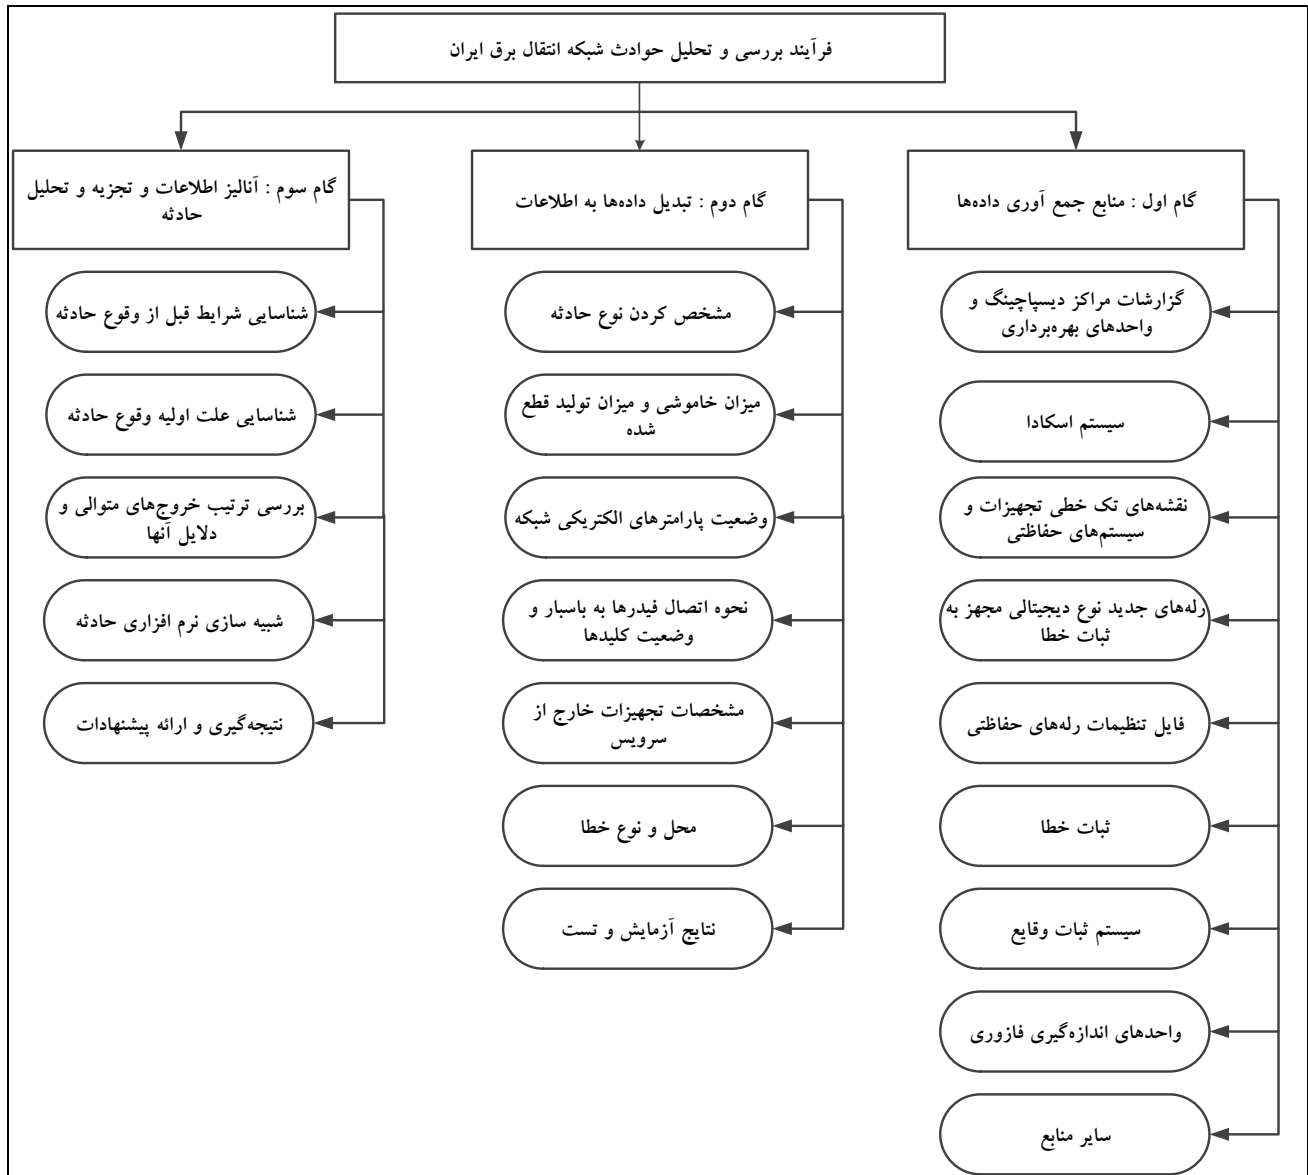 فرآیند بررسی و تحلیل حوادث شبکه انتقال برق ایران
گام اول : منابع جمع آوری داده‌ها
گزارشات مراکز دیسپاچینگ و
واحدهای بهره‌برداری
سیستم اسکادا
نقشه‌های تک خطی تجهیزات و
سیستم‌های حفاظتی
رله‌های جدید نوع دیجیتالی مجهز به
ثبات خطا
فایل تنظیمات رله‌های حفاظتی
ثبات خطا
سیستم ثبات وقایع
واحدهای اندازه‌گیری فازوری
سایر منابع
گام دوم : تبدیل داده‌ها به اطلاعات
مشخص کردن نوع حادثه
میزان خاموشی و میزان تولید قطع
شده
وضعیت پارامترهای الکتریکی شبکه
نحوه اتصال فیدرها به باسبار و
وضعیت کلیدها
مشخصات تجهیزات خارج از
سرویس
محل و نوع خطا
نتایج آزمایش و تست
گام سوم : آنالیز اطلاعات و تجزیه و تحلیل
حادثه
شناسایی شرایط قبل از وقوع حادثه
شناسایی علت اولیه وقوع حادثه
بررسی ترتیب خروج‌های متوالی و
دلایل آنها
شبیه سازی نرم افزاری حادثه
نتیجه‌گیری و ارائه پیشنهادات